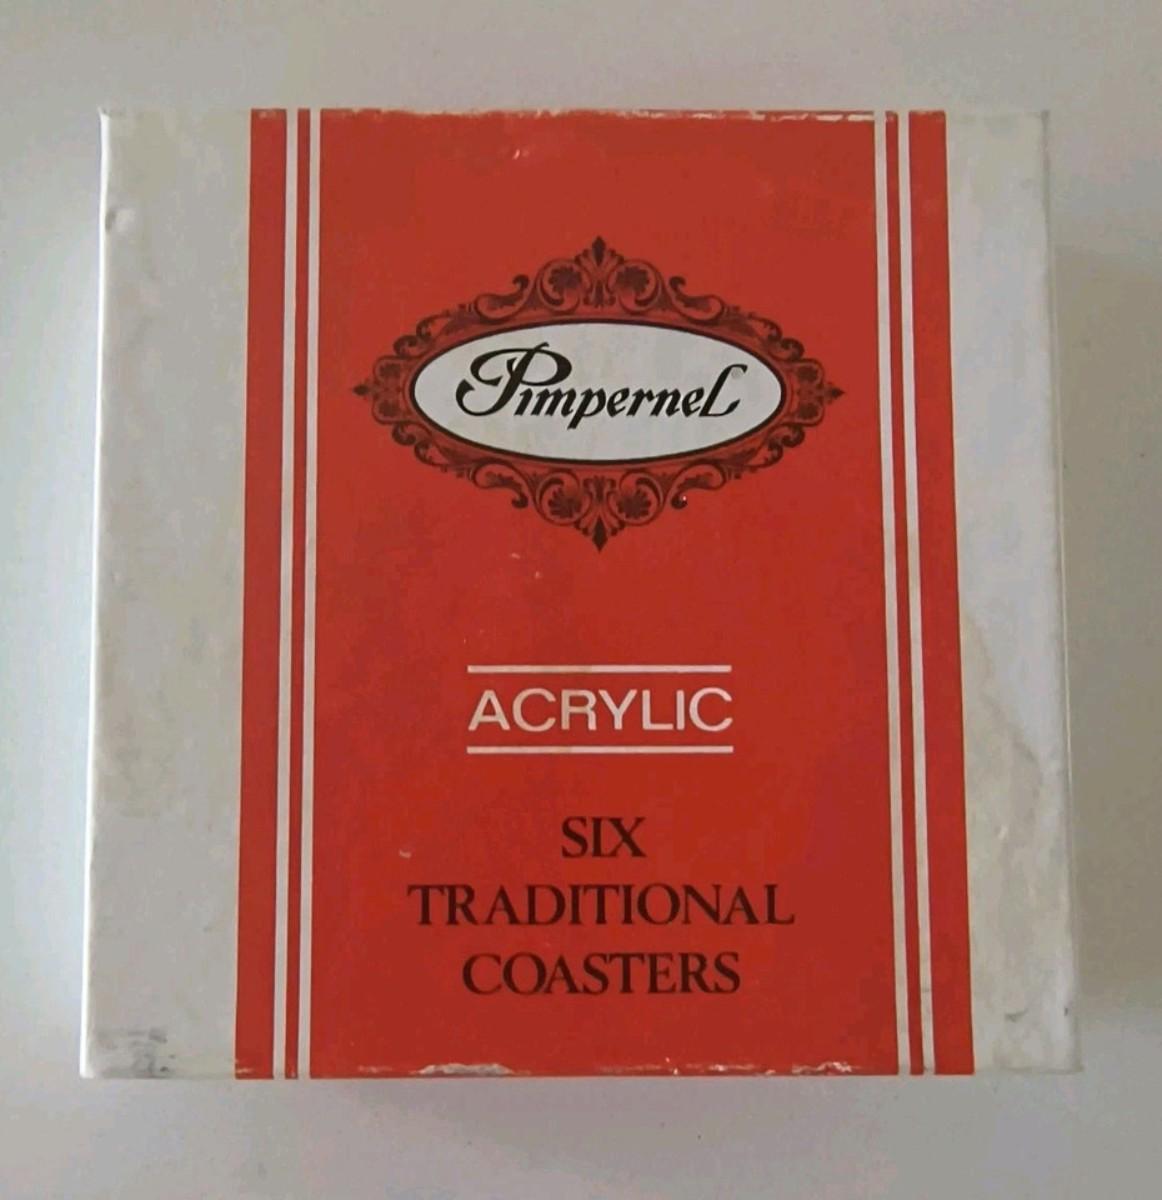 Pimpernel
ACRYLIC
SIX
TRADITIONAL
COASTERS